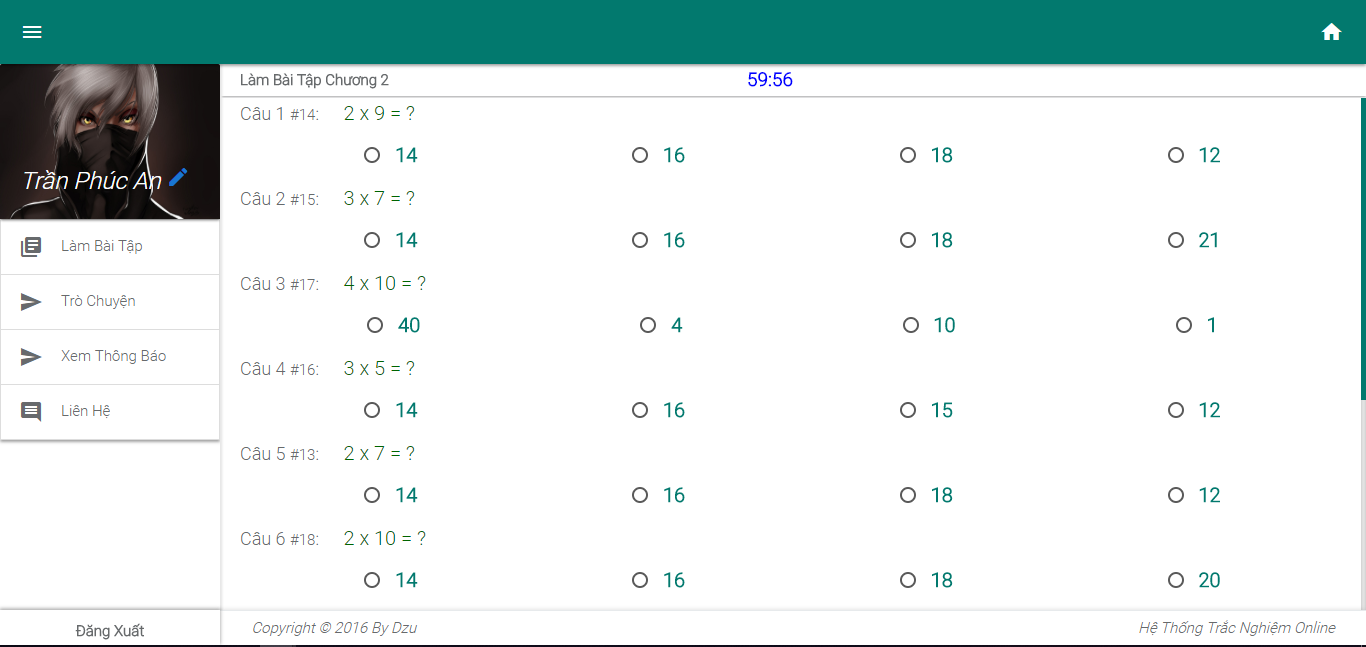 Làm Bài Tập Chương 2
59:56
Trần Phúc An
Làm Bài Tập
Trò Chuyện
Xem Thông Báo
Liên Hệ
Đăng Xuất
Câu 1 #14: 2 x 9 = ?
14 16 18 12
Câu 2 #15: 3 x 7 = ?
14 16 18 21
Câu 3 #17: 4 x 10 = ?
40 4 10 1
Câu 4 #16: 3 x 5 = ?
14 16 15 12
Câu 5 #13: 2 x 7 = ?
14 16 18 12
Câu 6 #18: 2 x 10 = ?
14 16 18 20
Copyright © 2016 By Dzu
Hệ Thống Trắc Nghiệm Online